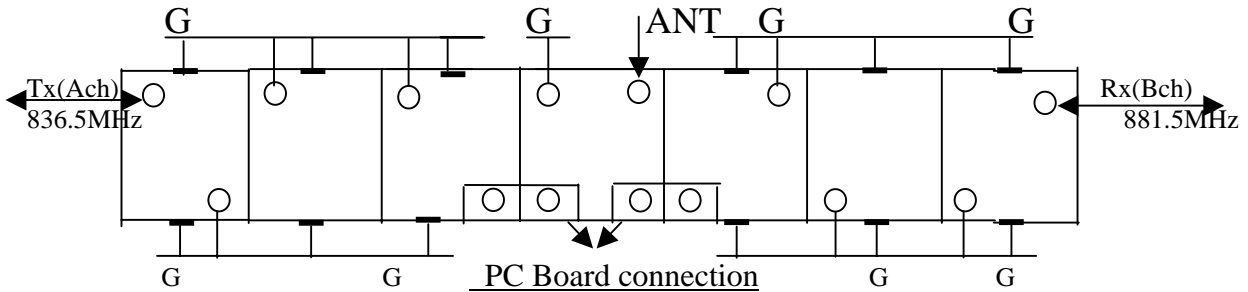 G G ANT G G
Tx(Ach) Rx(Bch)
836.5MHz 881.5MHz
G G PC Board connection G G